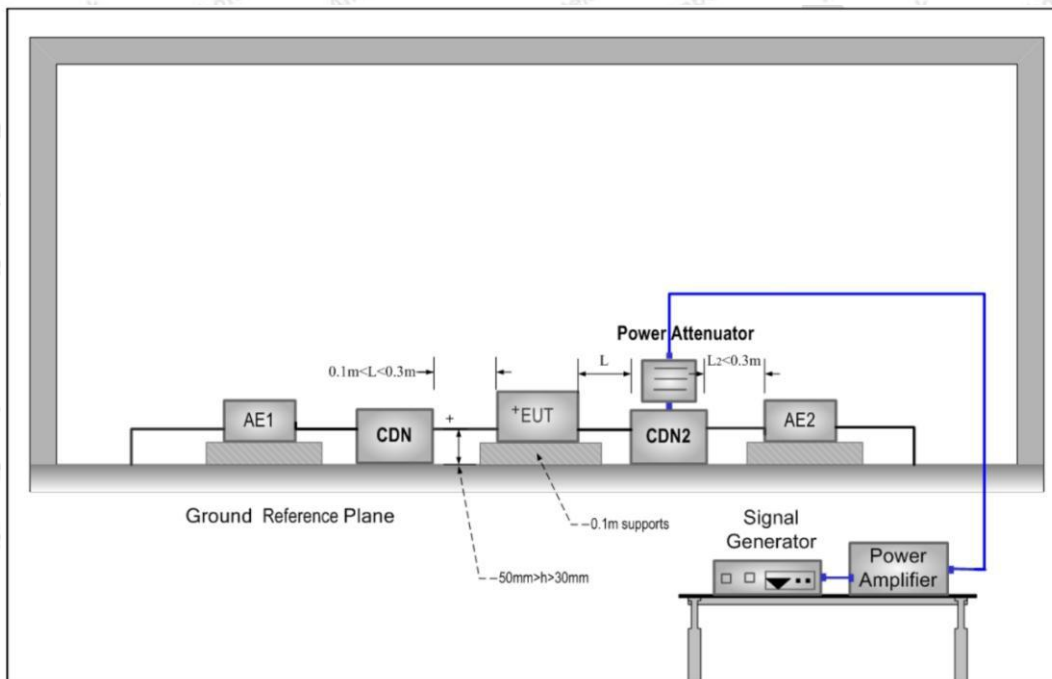 Power Attenuator
0.1m<L<0.3m
L
L2<0.3m
AE1
CDN
+
+EUT
CDN2
AE2
Ground Reference Plane
0.1m supports
50mm>h>30mm
Signal
Generator
Power
Amplifier